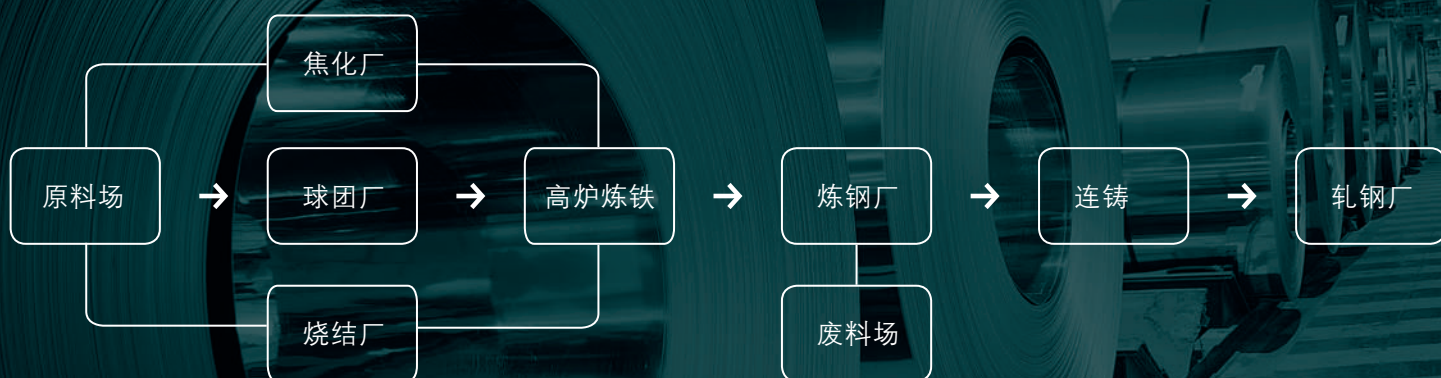 焦化厂
原料场
球团厂
高炉炼铁
炼钢厂
连铸
轧钢厂
烧结厂
废料场